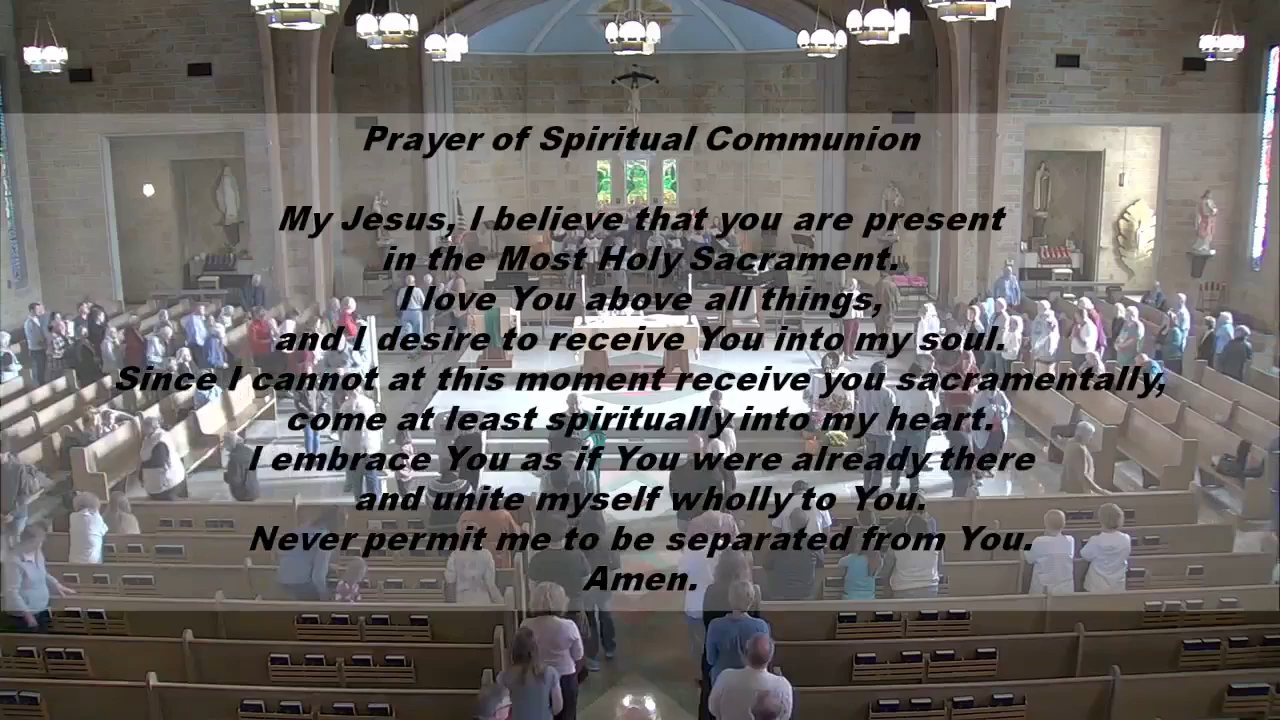 Prayer of Spiritual Communion
My Jesus, I believe that you are present
in the Most Holy Sacrament.
I love You above all things,
and I desire to receive You into my soul.
Since I cannot at this moment receive you sacramentally,
come at least spiritually into my heart.
I embrace You as if You were already there
and unite myself wholly to You.
Never permit me to be separated from You.
Amen.